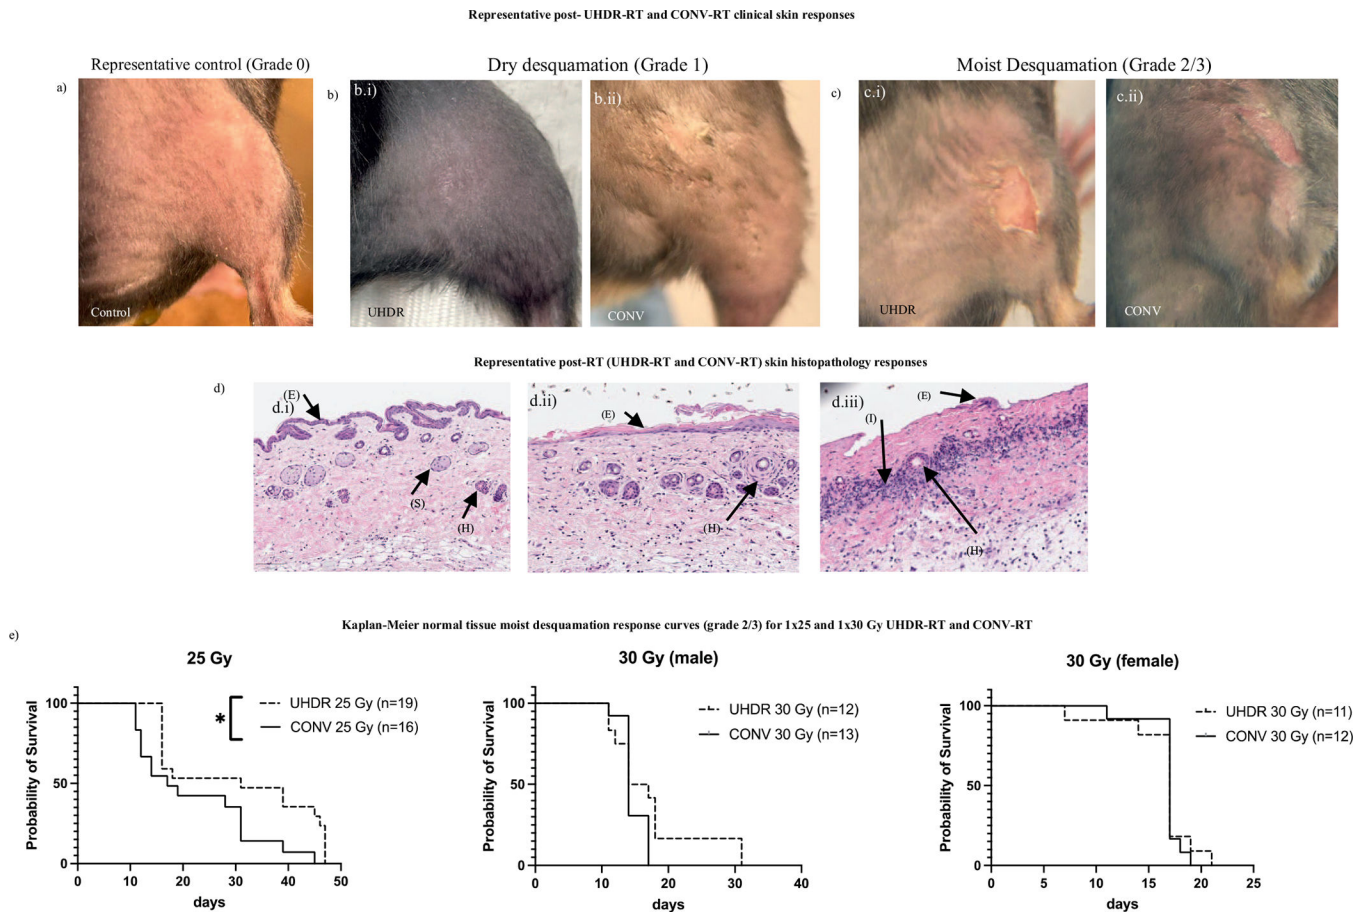 Representative post- UHDR-RT and CONV-RT clinical skin responses
Representative control (Grade 0)
Dry desquamation (Grade 1)
Moist Desquamation (Grade 2/3)
a)
b)
c)
b.i)
b.ii)
c.i)
c.ii)
Control
UHDR
CONV
UHDR
CONV
Representative post-RT (UHDR-RT and CONV-RT) skin histopathology responses
d)
d.i)
(E)
(S)
(H)
d.ii)
(E)
(H)
d.iii)
(E)
(I)
(H)
Kaplan-Meier normal tissue moist desquamation response curves (grade 2/3) for 1x25 and 1x30 Gy UHDR-RT and CONV-RT
e)
25 Gy
Probability of Survival
100
50
0
0 10 20 30 40 50
days
*
UHDR 25 Gy (n=19)
CONV 25 Gy (n=16)
30 Gy (male)
Probability of Survival
100
50
0
0 10 20 30 40
days
UHDR 30 Gy (n=12)
CONV 30 Gy (n=13)
30 Gy (female)
Probability of Survival
100
50
0
0 5 10 15 20 25
days
UHDR 30 Gy (n=11)
CONV 30 Gy (n=12)